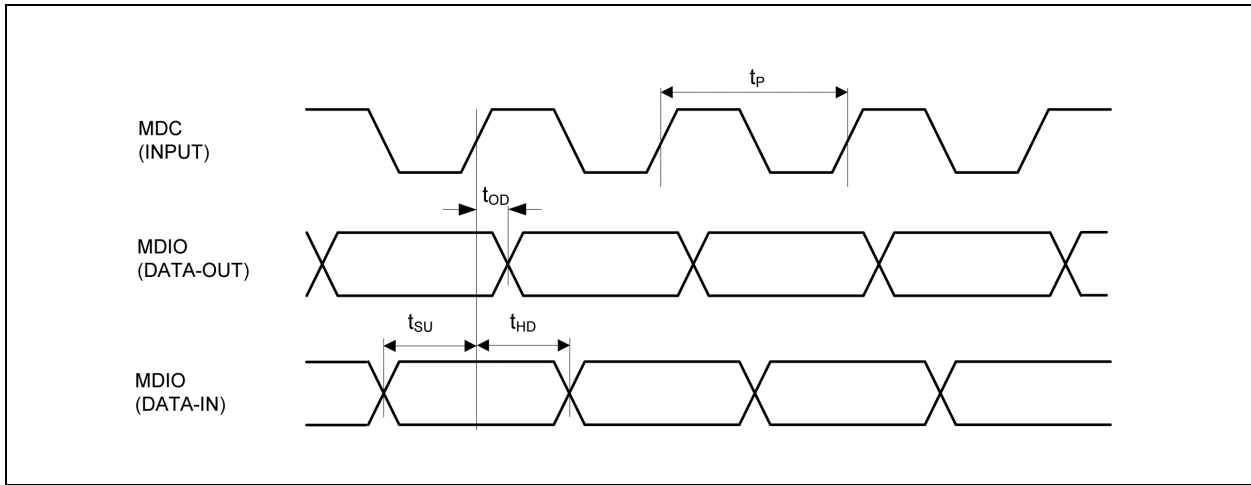 tP
MDC
(INPUT)
tOD
MDIO
(DATA-OUT)
tSU
tHD
MDIO
(DATA-IN)